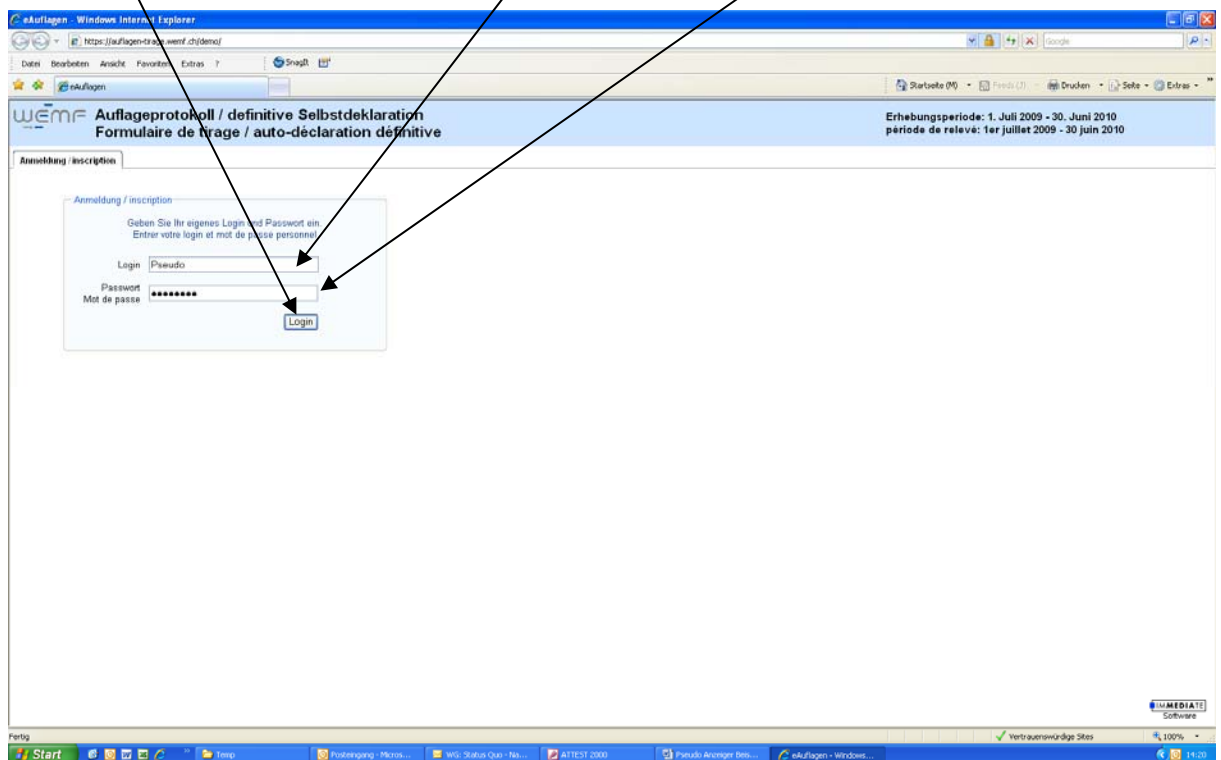 eAuflagen - Windows Internet Explorer
https://auflagen-tirage.wemf.ch/demo/
Google
Datei Bearbeiten Ansicht Favoriten Extras ?
SnagIt
eAuflagen
Startseite (M) Feeds (J) Drucken Seite Extras
wemf
Auflageprotokoll / definitive Selbstdeklaration
Formulaire de tirage / auto-déclaration définitive
Erhebungsperiode: 1. Juli 2009 - 30. Juni 2010
période de relevé: 1er juillet 2009 - 30 juin 2010
Anmeldung / inscription
Anmeldung / inscription
Geben Sie Ihr eigenes Login und Passwort ein.
Entrer votre login et mot de passe personnel.
Login Pseudo
Passwort
Mot de passe ••••••••
Login
IMMEDIATE
Software
Fertig
Vertrauenswürdige Sites
100%
Start
Temp
Posteingang - Micros...
WG: Status Quo - Na...
ATTEST 2000
Pseudo Anzeiger Beis...
eAuflagen - Windows...
14:20